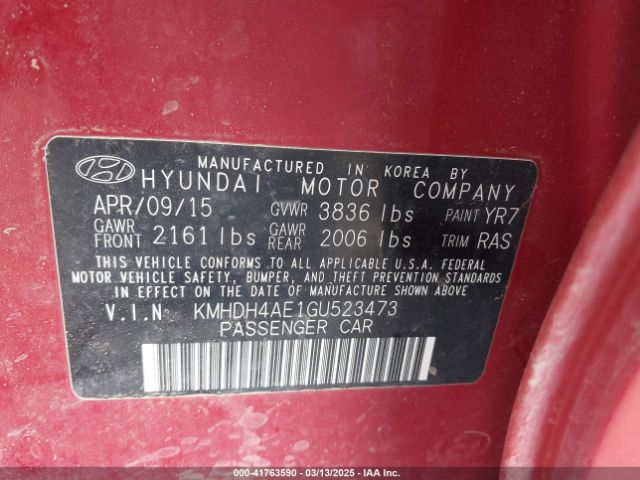 MANUFACTURED IN KOREA BY
HYUNDAI MOTOR COMPANY
APR/09/15 GVWR 3836 lbs PAINT YR7
GAWR FRONT 2161 lbs GAWR REAR 2006 lbs TRIM RAS
THIS VEHICLE CONFORMS TO ALL APPLICABLE U.S.A. FEDERAL
MOTOR VEHICLE SAFETY, BUMPER, AND THEFT PREVENTION STANDARDS
IN EFFECT ON THE DATE OF MANUFACTURE SHOWN ABOVE
V.I.N: KMHDH4AE1GU523473
PASSENGER CAR
000-41763590 - 03/13/2025 - IAA Inc.